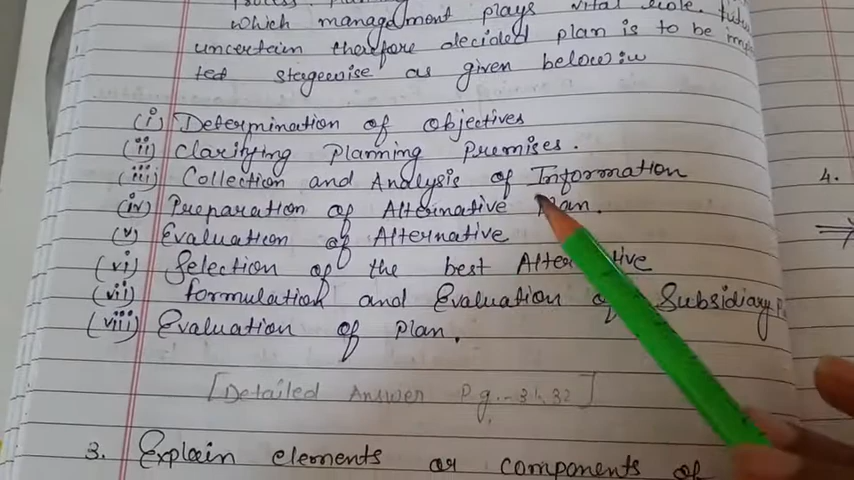 which management plays vital role. futu
uncertain therefore decided plan is to be imp
ted stagewise as given below:-
(i) Determination of objectives
(ii) Clarifying Planning Premises.
(iii) Collection and Analysis of Information
(iv) Preparation of Alternative Plan.
(v) Evaluation of Alternative
(vi) Selection of the best Alternative
(vii) formulation and Evaluation of Subsidiary P
(viii) Evaluation of plan.
[Detailed Answer Pg.-31,32]
3. Explain elements or components of
4.